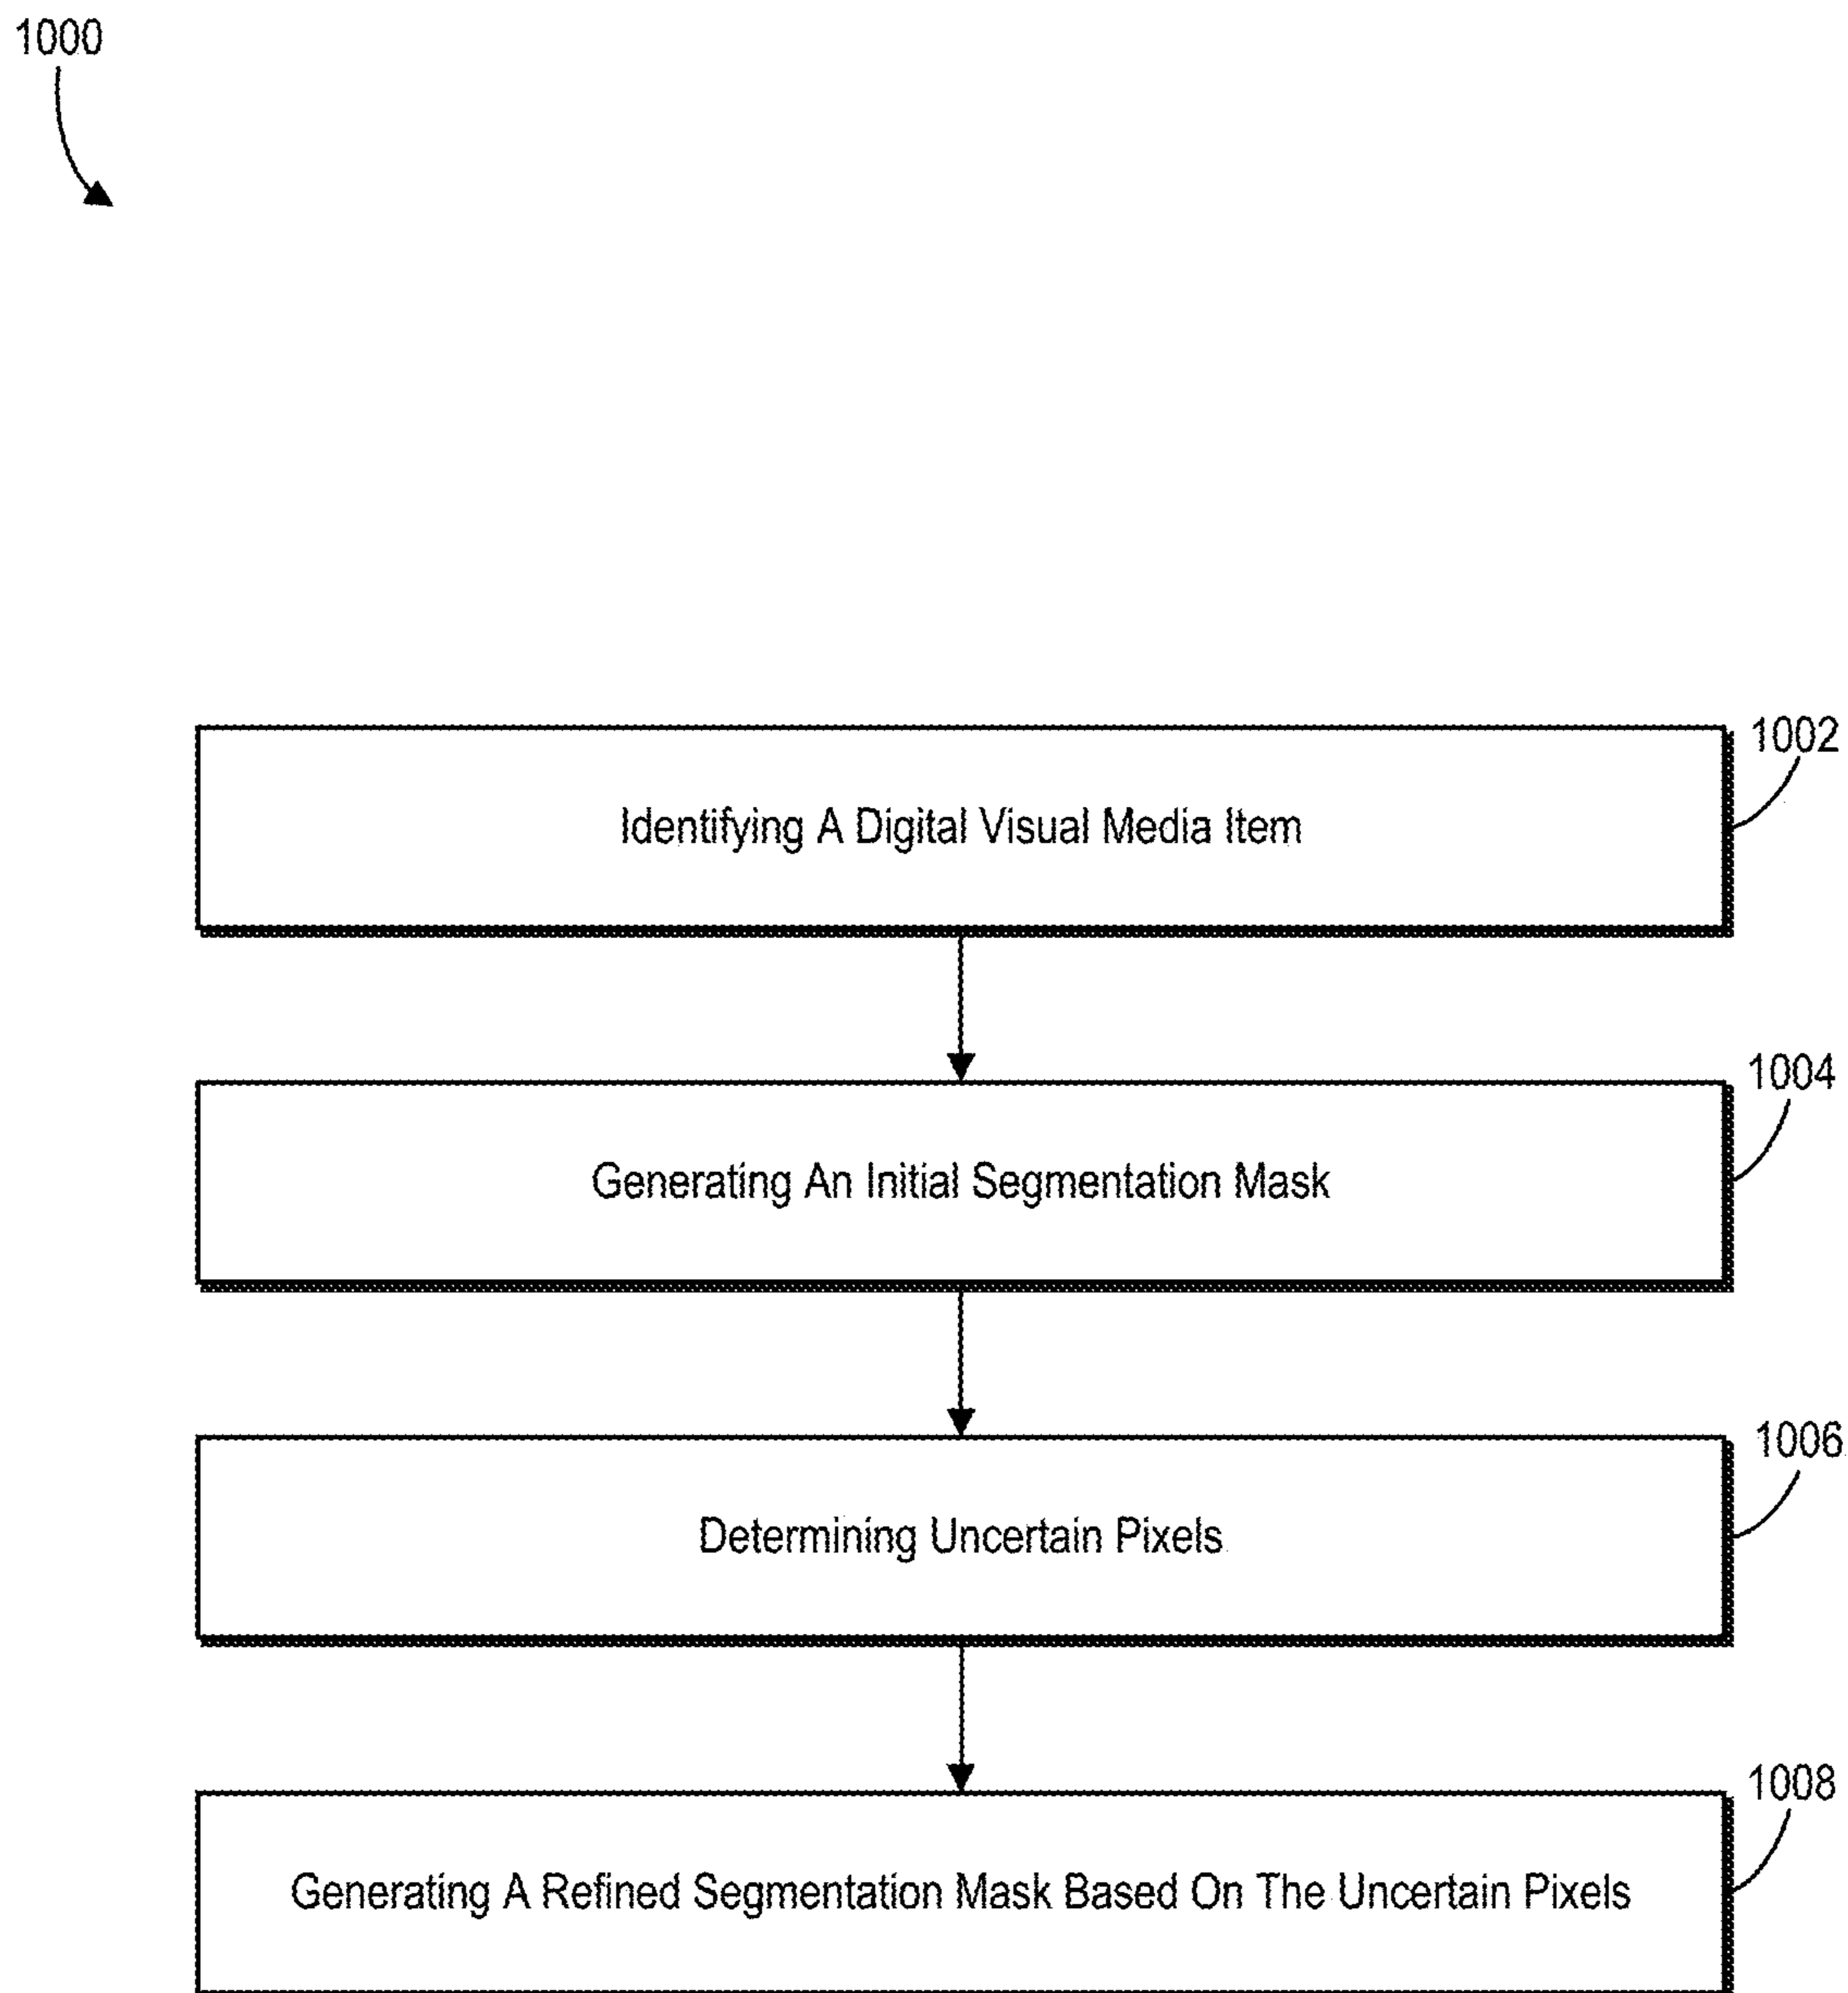 1000
1002
Identifying A Digital Visual Media Item
1004
Generating An Initial Segmentation Mask
1006
Determining Uncertain Pixels
1008
Generating A Refined Segmentation Mask Based On The Uncertain Pixels